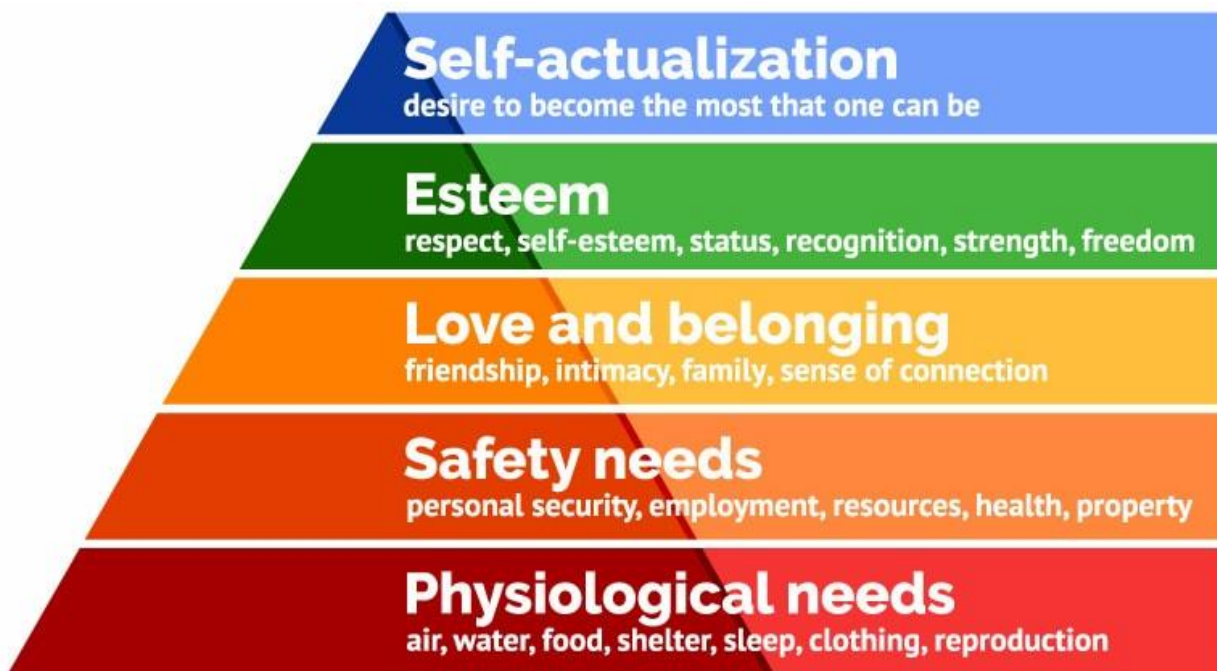 Self-actualization
desire to become the most that one can be
Esteem
respect, self-esteem, status, recognition, strength, freedom
Love and belonging
friendship, intimacy, family, sense of connection
Safety needs
personal security, employment, resources, health, property
Physiological needs
air, water, food, shelter, sleep, clothing, reproduction